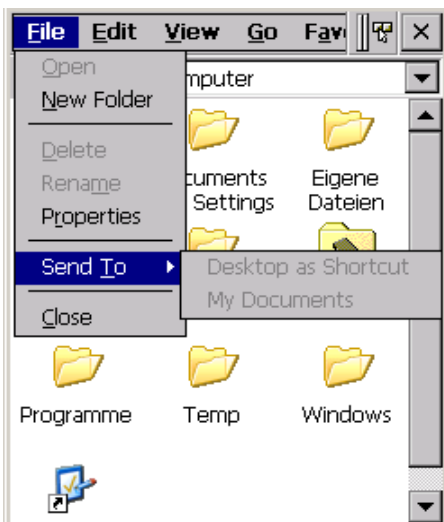 File Edit View Go Fav
Open
mputer
New Folder
Delete
Rename
Properties
cuments
Settings
Eigene
Dateien
Send To
Desktop as Shortcut
My Documents
Close
Programme Temp Windows